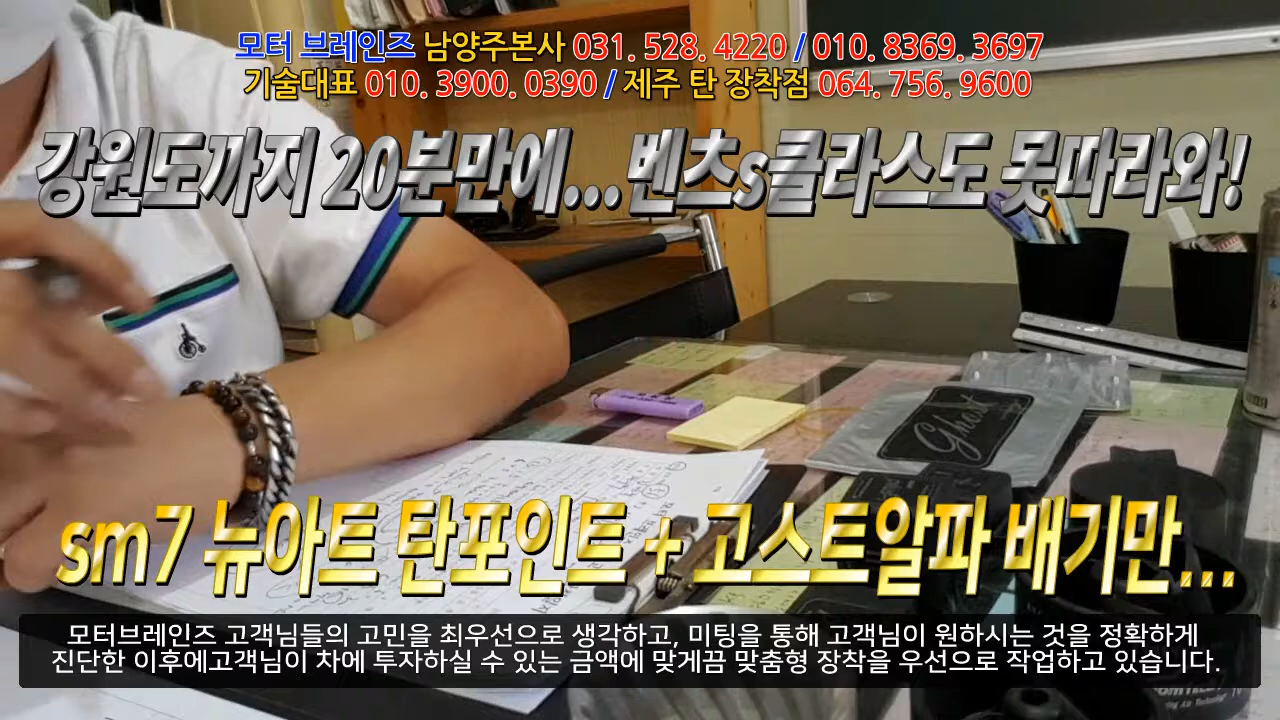 모터 브레인즈 남양주본사 031. 528. 4220 / 010. 8369. 3697
기술대표 010. 3900. 0390 / 제주 탄 장착점 064. 756. 9600
강원도까지 20분만에...벤츠s클라스도 못따라와!
Ghost
sm7 뉴아트 탄포인트 + 고스트알파 배기만...
모터브레인즈 고객님들의 고민을 최우선으로 생각하고, 미팅을 통해 고객님이 원하시는 것을 정확하게
진단한 이후에고객님이 차에 투자하실 수 있는 금액에 맞게끔 맞춤형 장착을 우선으로 작업하고 있습니다.